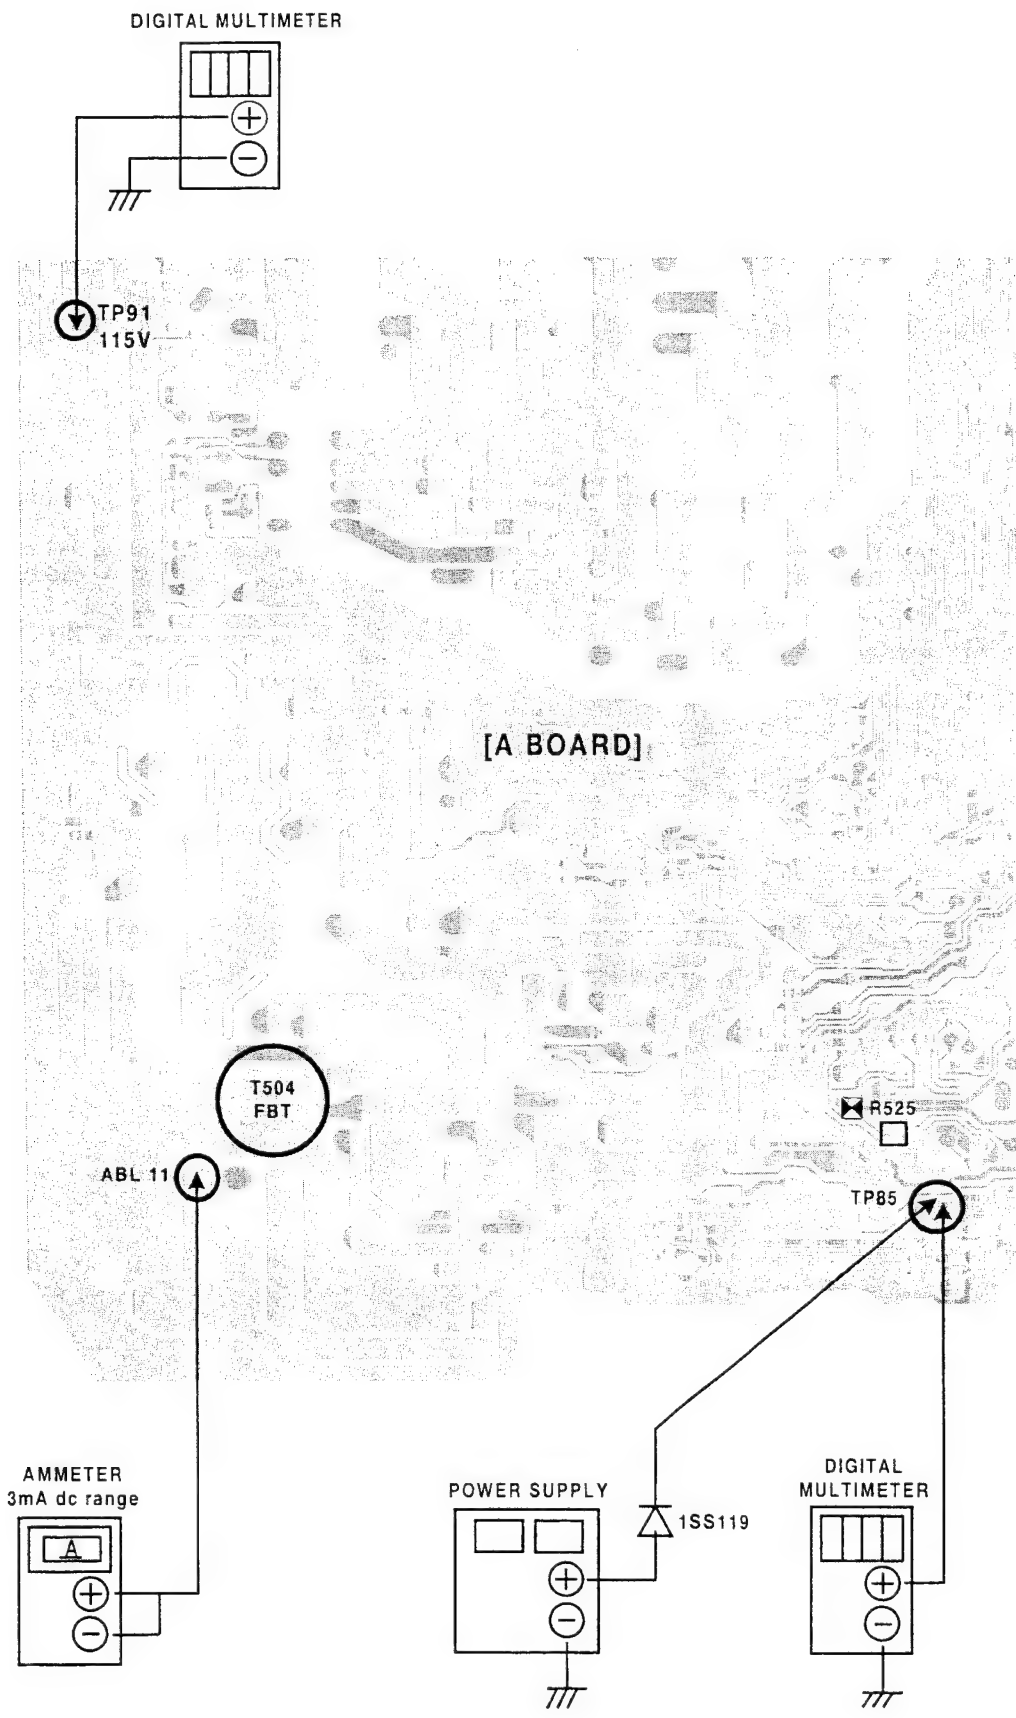 DIGITAL MULTIMETER
+
−
TP91
115V
[A BOARD]
T504
FBT
R525
ABL 11
TP85
AMMETER
3mA dc range
A
+
−
POWER SUPPLY
+
−
1SS119
DIGITAL
MULTIMETER
+
−